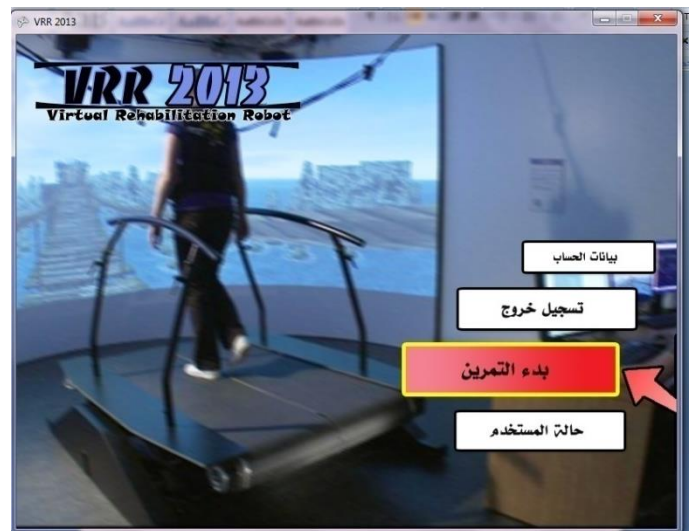 VRR 2013
VRR 2013
Virtual Rehabilitation Robot
بيانات الحساب
تسجيل خروج
بدء التمرين
حالة المستخدم